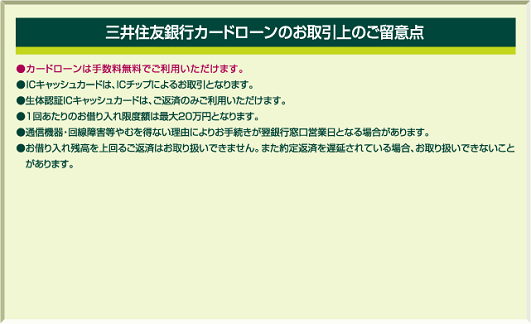 三井住友銀行カードローンのお取引上のご留意点
●カードローンは手数料無料でご利用いただけます。
●ICキャッシュカードは、ICチップによるお取引となります。
●生体認証ICキャッシュカードは、ご返済のみご利用いただけます。
●1回あたりのお借り入れ限度額は最大20万円となります。
●通信機器・回線障害等やむを得ない理由によりお手続きが翌銀行窓口営業日となる場合があります。
●お借り入れ残高を上回るご返済はお取り扱いできません。また約定返済を遅延されている場合、お取り扱いできないこと
があります。